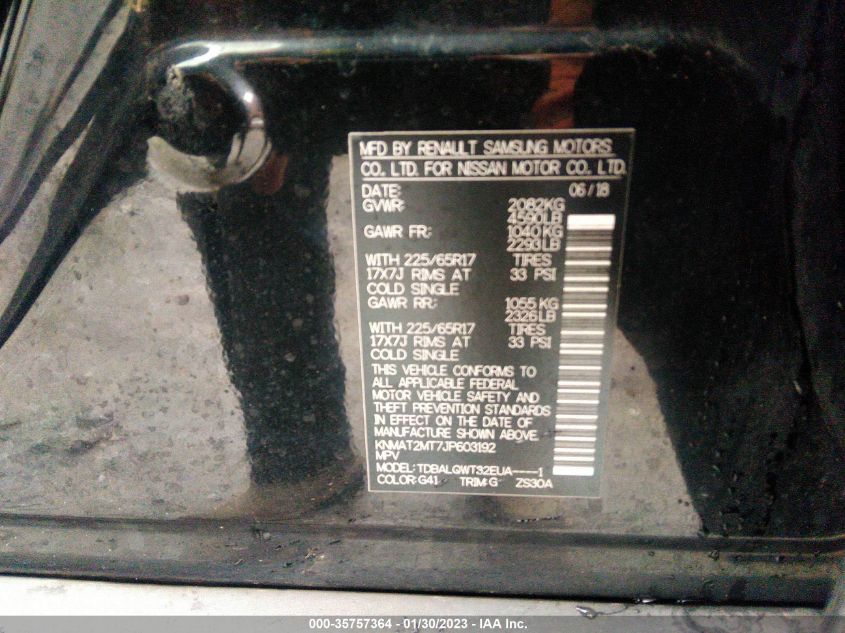 MFD BY RENAULT SAMSUNG MOTORS
CO. LTD. FOR NISSAN MOTOR CO. LTD.
DATE: 06/18
GVWR: 2082KG
4590LB
GAWR FR: 1040KG
2293LB
WITH 225/65R17 TIRES
17X7J RIMS AT 33 PSI
COLD SINGLE
GAWR RR: 1055KG
2326LB
WITH 225/65R17 TIRES
17X7J RIMS AT 33 PSI
COLD SINGLE
THIS VEHICLE CONFORMS TO
ALL APPLICABLE FEDERAL
MOTOR VEHICLE SAFETY AND
THEFT PREVENTION STANDARDS
IN EFFECT ON THE DATE OF
MANUFACTURE SHOWN ABOVE.
KNMAT2MT7JP603192
MPV
MODEL: TDBALGWT32EUA----1
COLOR: G41 TRIM: G ZS30A
000-35757364 - 01/30/2023 - IAA Inc.